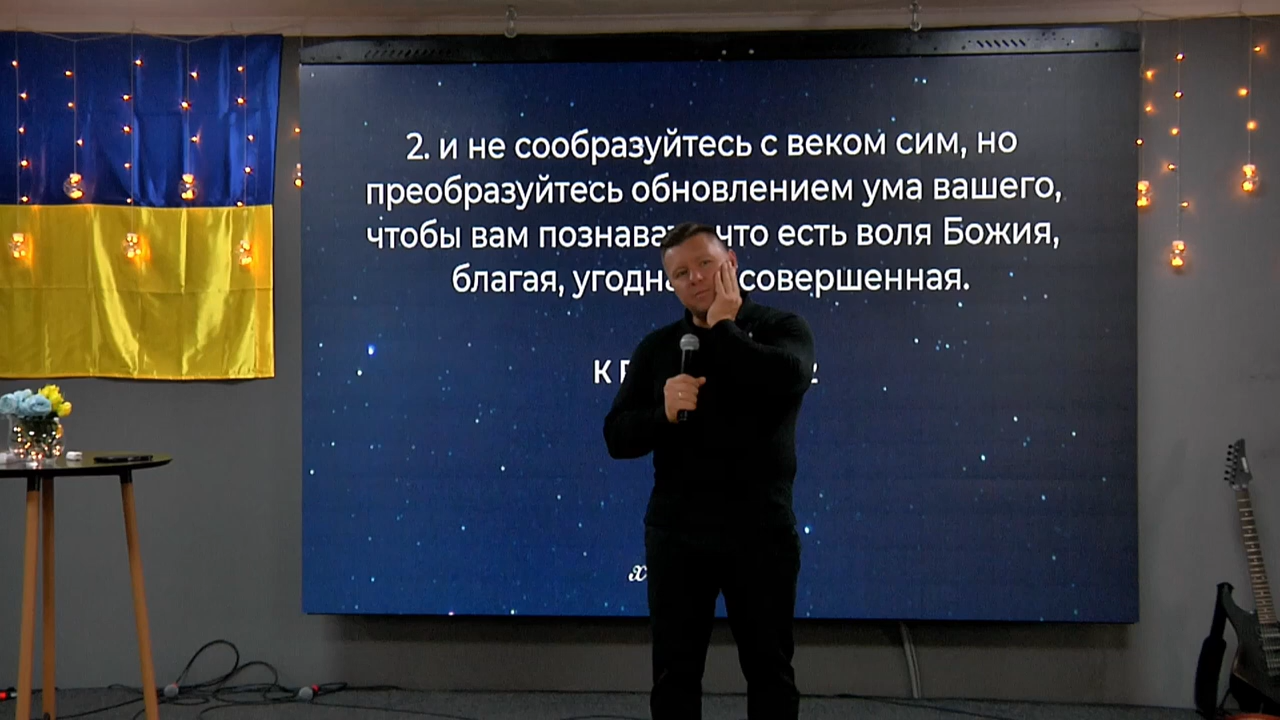 2. и не сообразуйтесь с веком сим, но
преобразуйтесь обновлением ума вашего,
чтобы вам что есть воля Божия,
благая, совершенная.
К